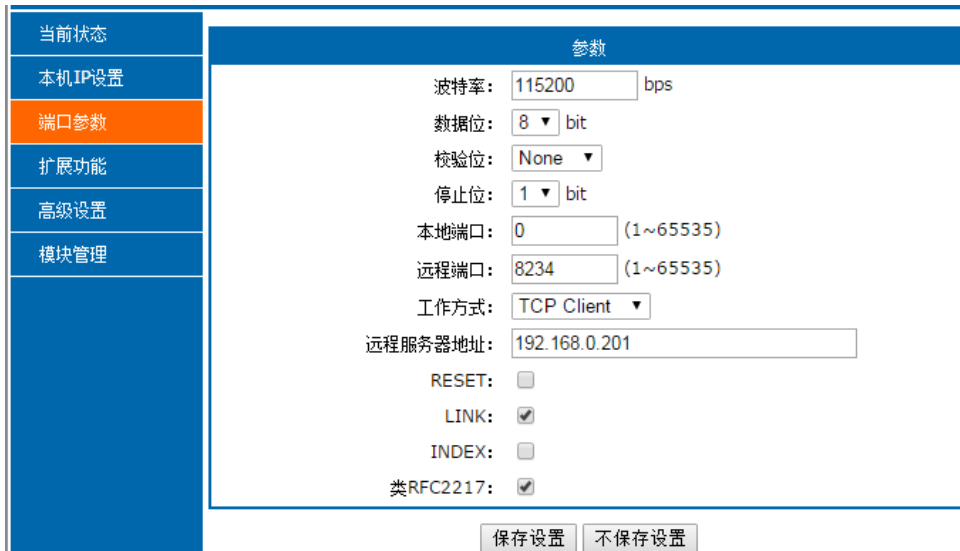 当前状态
本机IP设置
端口参数
扩展功能
高级设置
模块管理
参数
波特率： 115200 bps
数据位： 8 bit
校验位： None
停止位： 1 bit
本地端口： 0 (1~65535)
远程端口： 8234 (1~65535)
工作方式： TCP Client
远程服务器地址： 192.168.0.201
RESET：
LINK：
INDEX：
类RFC2217：
保存设置 不保存设置